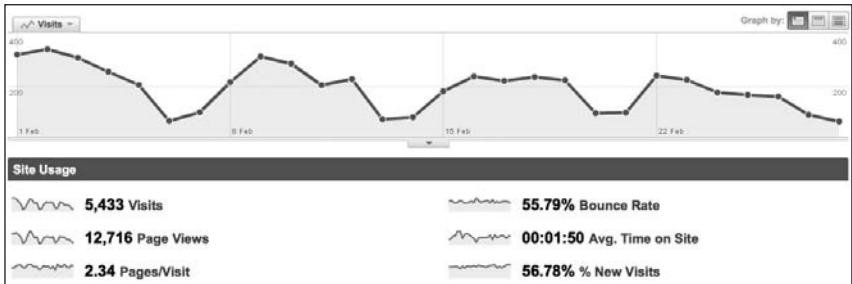 Visits
Graph by:
400
400
200
200
1 Feb
8 Feb
15 Feb
22 Feb
Site Usage
5,433 Visits
55.79% Bounce Rate
12,716 Page Views
00:01:50 Avg. Time on Site
2.34 Pages/Visit
56.78% % New Visits